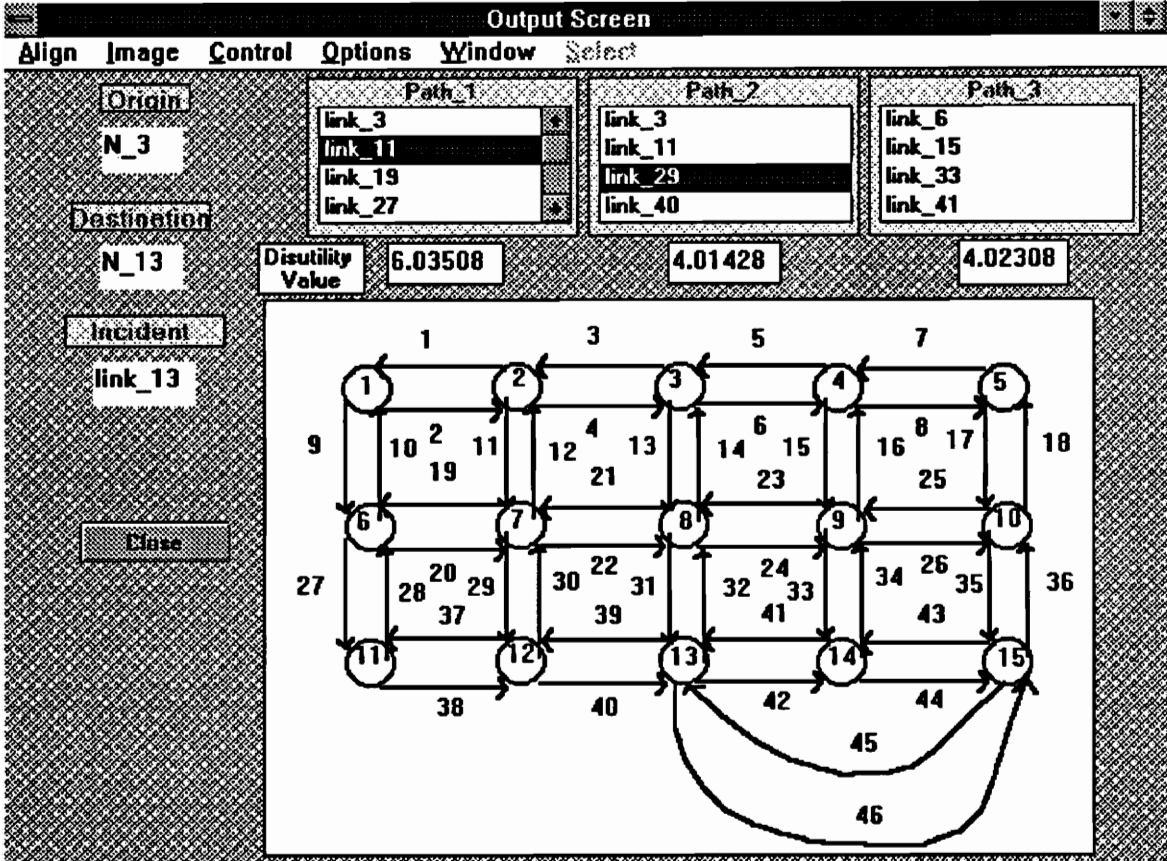 Output Screen
Align Image Control Options Window Select
Origin
N_3
Destination
N_13
Incident
link_13
Close
Path_1
link_3
link_11
link_19
link_27
Path_2
link_3
link_11
link_29
link_40
Path_3
link_6
link_15
link_33
link_41
Disutility
Value
6.03508
4.01428
4.02308
1 3 5 7
1 2 3 4 5
9 10 2 11 12 4 13 14 6 15 16 8 17 18
19 21 23 25
6 7 8 9 10
27 28 20 29 30 22 31 32 24 33 34 26 35 36
37 39 41 43
11 12 13 14 15
38 40 42 44
45
46